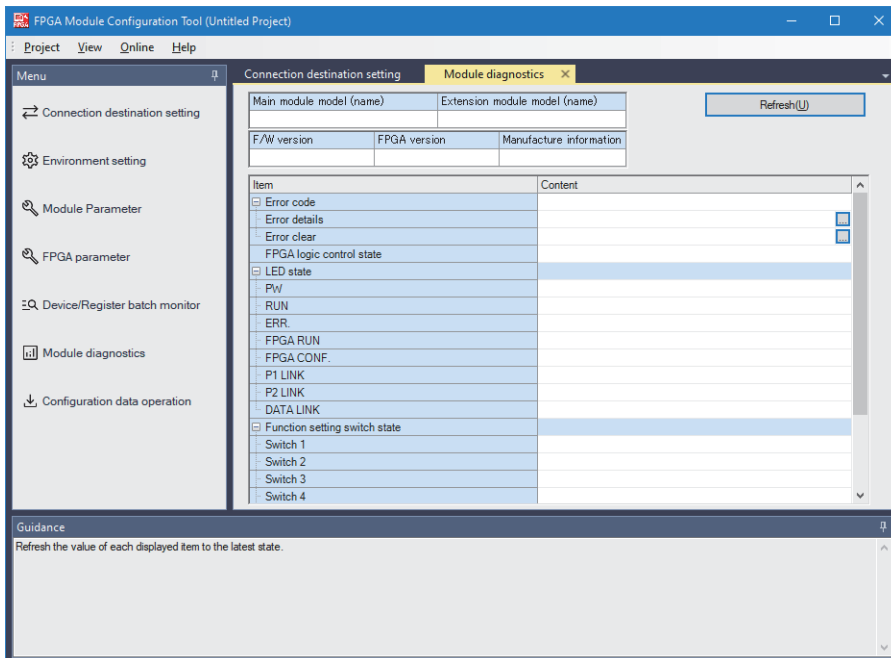 FPGA Module Configuration Tool (Untitled Project)
Project View Online Help
Menu
Connection destination setting
Environment setting
Module Parameter
FPGA parameter
Device/Register batch monitor
Module diagnostics
Configuration data operation
Connection destination setting Module diagnostics
Main module model (name) Extension module model (name)
Refresh(U)
F/W version FPGA version Manufacture information
Item Content
Error code
Error details ...
Error clear ...
FPGA logic control state
LED state
PW
RUN
ERR.
FPGA RUN
FPGA CONF.
P1 LINK
P2 LINK
DATA LINK
Function setting switch state
Switch 1
Switch 2
Switch 3
Switch 4
Guidance
Refresh the value of each displayed item to the latest state.